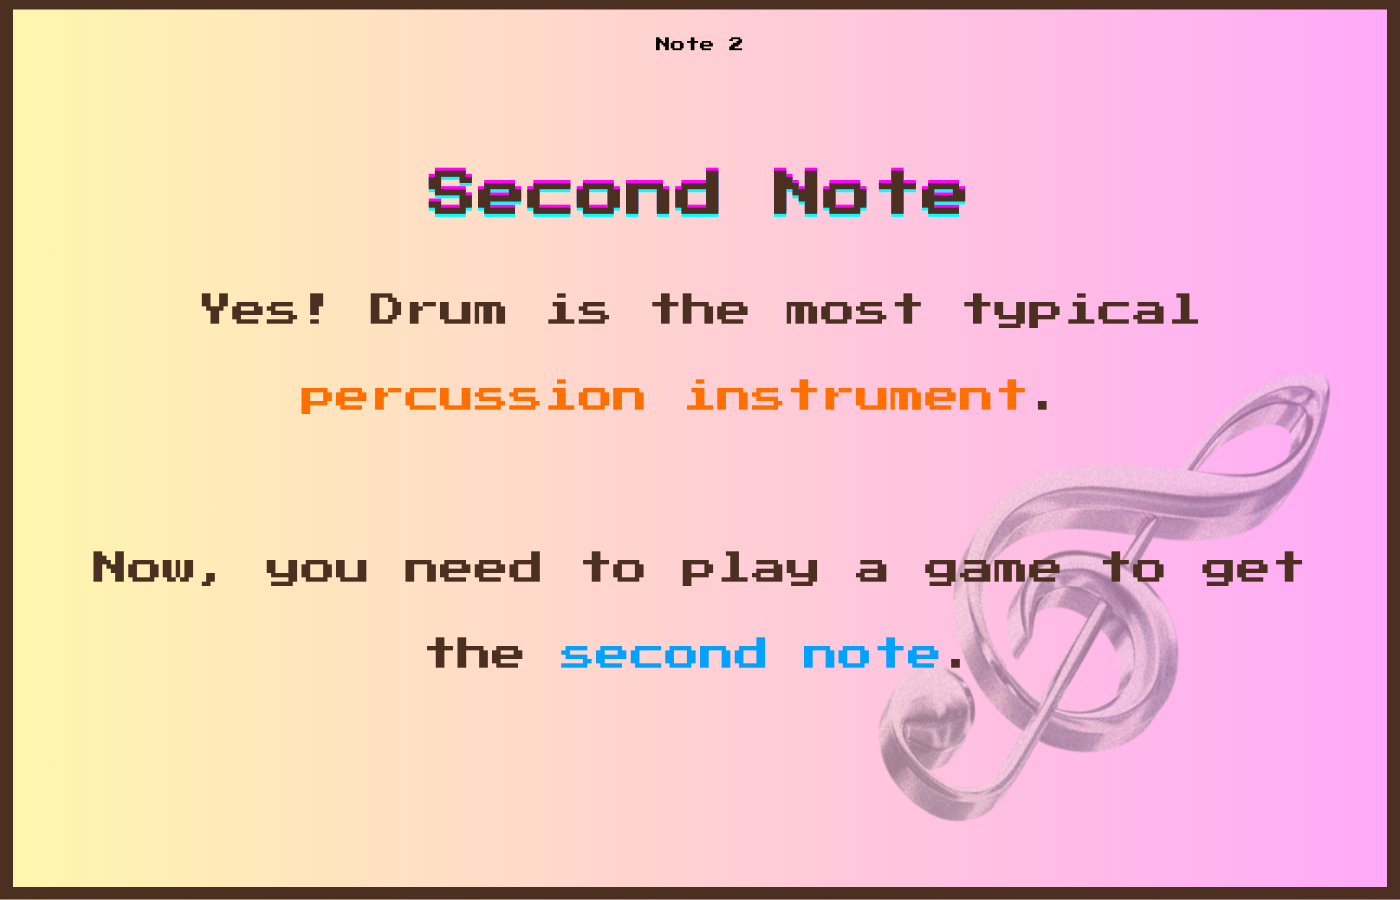 Note 2
Second Note
Yes! Drum is the most typical
percussion instrument.
Now, you need to play a game to get
the second note.